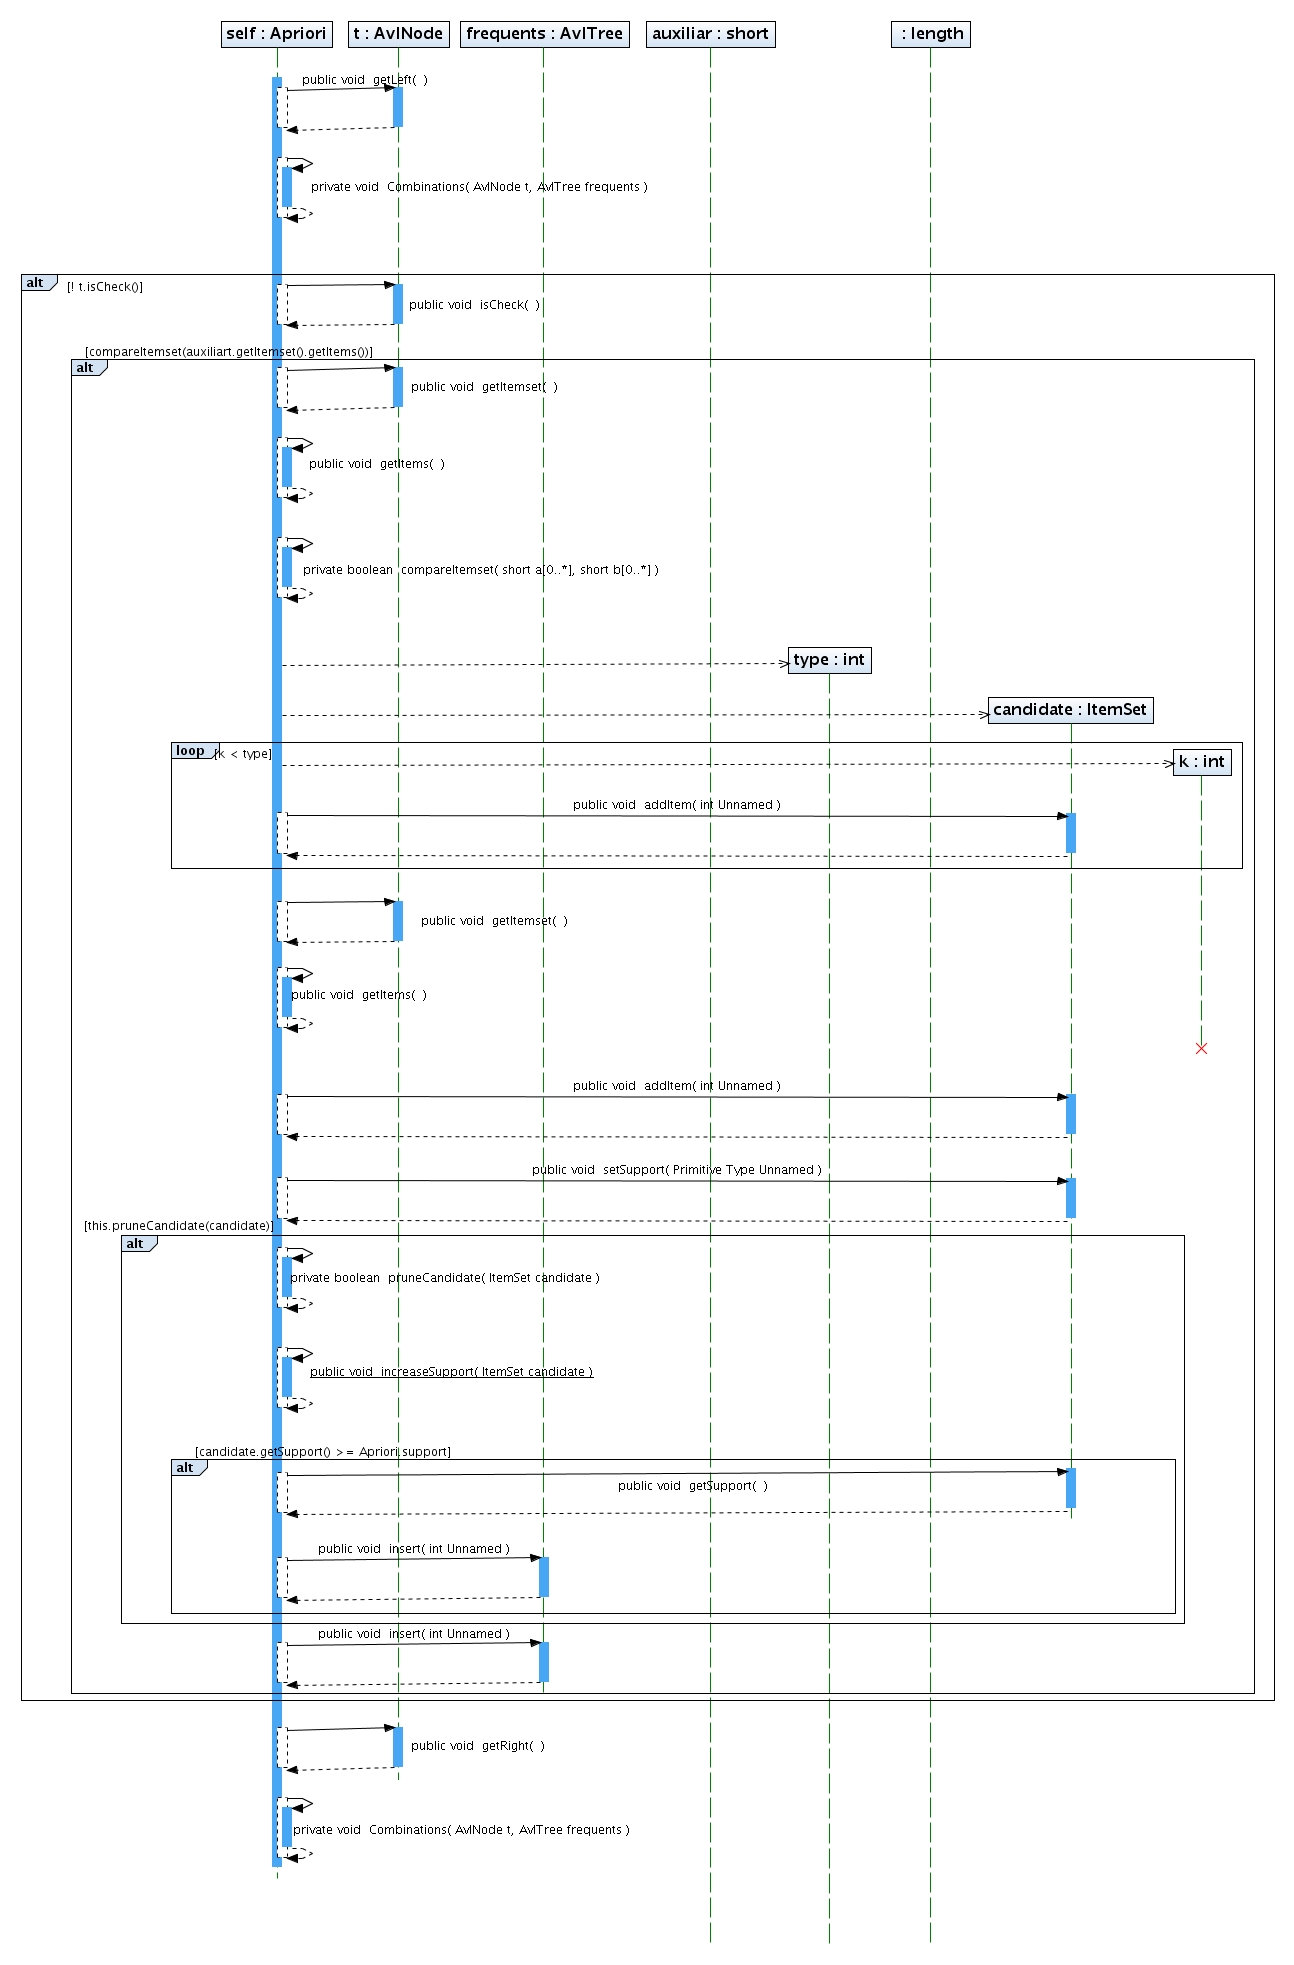 self : Apriori
t : AvlNode
frequents : AvlTree
auxiliar : short
: length
public void getLeft( )
private void Combinations( AvlNode t, AvlTree frequents )
alt
[! t.isCheck()]
public void isCheck( )
[compareItemset(auxiliart.getItemset().getItems())]
alt
public void getItemset( )
public void getItems( )
private boolean compareItemset( short a[0..*], short b[0..*] )
type : int
candidate : ItemSet
loop
[k < type]
k : int
public void addItem( int Unnamed )
public void getItemset( )
public void getItems( )
public void addItem( int Unnamed )
public void setSupport( Primitive Type Unnamed )
[this.pruneCandidate(candidate)]
alt
private boolean pruneCandidate( ItemSet candidate )
public void increaseSupport( ItemSet candidate )
[candidate.getSupport() >= Apriori.support]
alt
public void getSupport( )
public void insert( int Unnamed )
public void insert( int Unnamed )
public void getRight( )
private void Combinations( AvlNode t, AvlTree frequents )